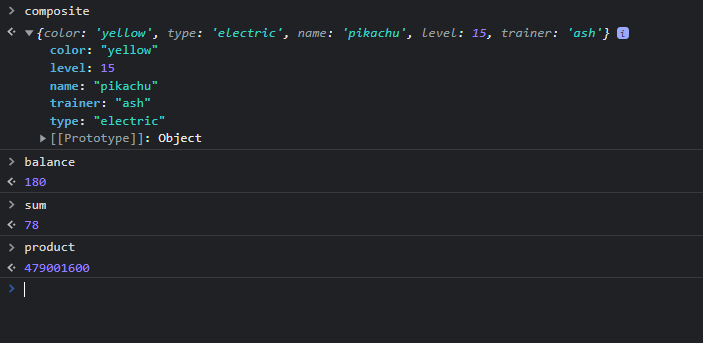 composite
{color: 'yellow', type: 'electric', name: 'pikachu', level: 15, trainer: 'ash'} i
color: "yellow"
level: 15
name: "pikachu"
trainer: "ash"
type: "electric"
[[Prototype]]: Object
balance
180
sum
78
product
479001600